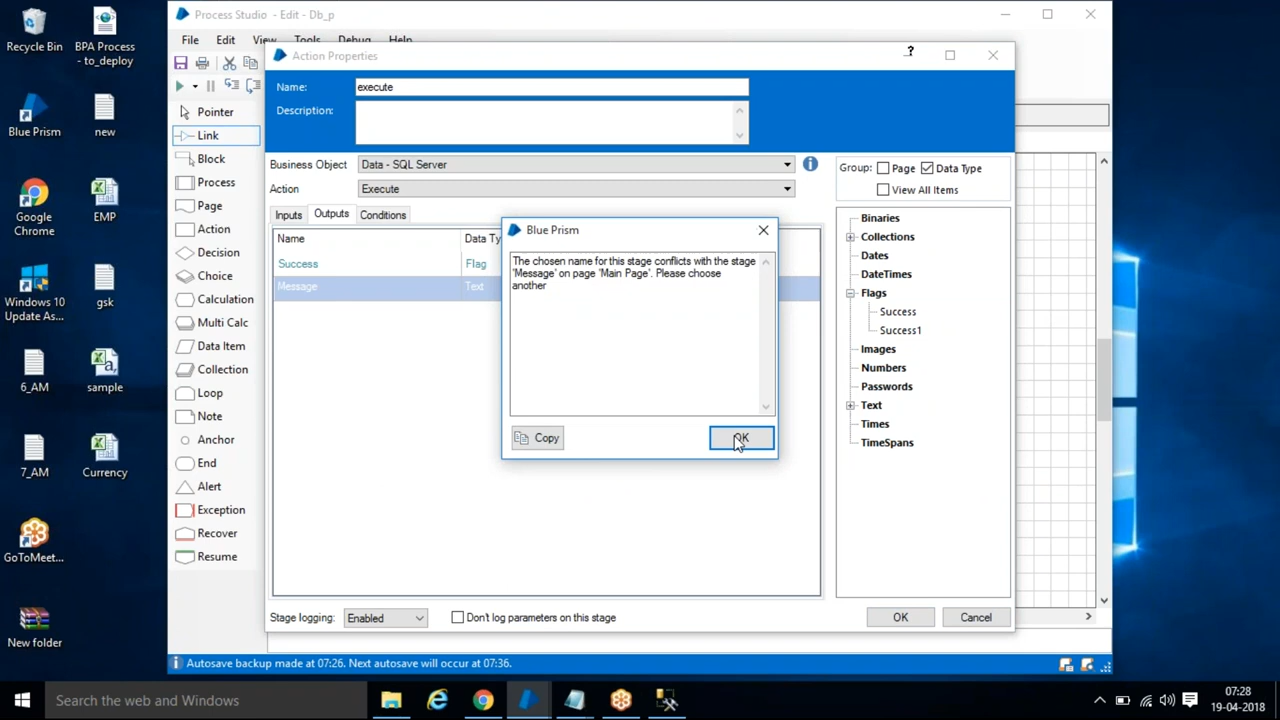 Recycle Bin
BPA Process
- to_deploy
Blue Prism
new
Google
Chrome
EMP
Windows 10
Update As...
gsk
6_AM
sample
7_AM
Currency
GoToMeet...
New folder
Process Studio - Edit - Db_p
File Edit View Tools Debug Help
Pointer
Link
Block
Process
Page
Action
Decision
Choice
Calculation
Multi Calc
Data Item
Collection
Loop
Note
Anchor
End
Alert
Exception
Recover
Resume
Action Properties
?
Name: execute
Description:
Business Object Data - SQL Server
Action Execute
Inputs Outputs Conditions
Name Data Ty
Success Flag
Message Text
Blue Prism
The chosen name for this stage conflicts with the stage
'Message' on page 'Main Page'. Please choose
another
Copy OK
Group: Page Data Type
View All Items
Binaries
Collections
Dates
DateTimes
Flags
Success
Success1
Images
Numbers
Passwords
Text
Times
TimeSpans
Stage logging: Enabled Don't log parameters on this stage
OK Cancel
Autosave backup made at 07:26. Next autosave will occur at 07:36.
Search the web and Windows
07:28
19-04-2018